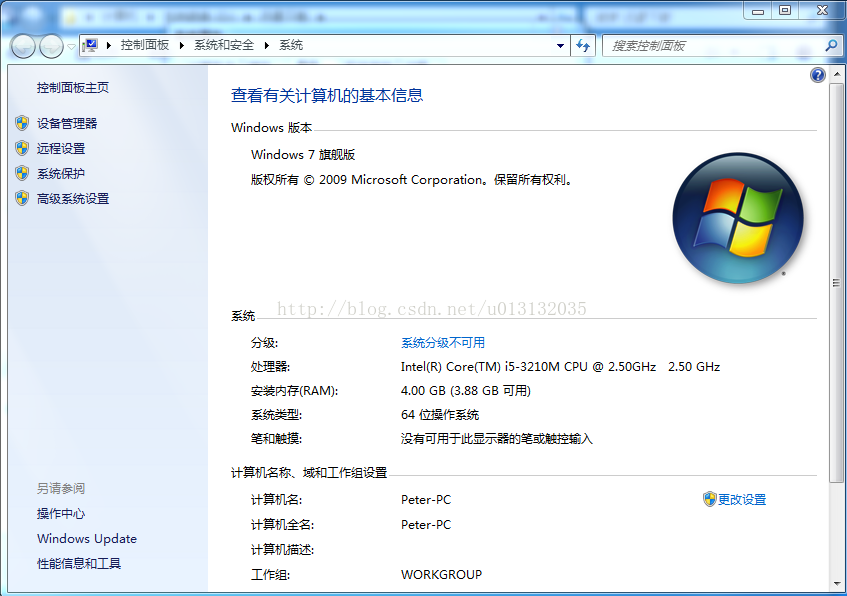 控制面板 ▸ 系统和安全 ▸ 系统
搜索控制面板
控制面板主页
设备管理器
远程设置
系统保护
高级系统设置
另请参阅
操作中心
Windows Update
性能信息和工具
查看有关计算机的基本信息
Windows 版本
Windows 7 旗舰版
版权所有 © 2009 Microsoft Corporation。保留所有权利。
http://blog.csdn.net/u013132035
系统
分级: 系统分级不可用
处理器: Intel(R) Core(TM) i5-3210M CPU @ 2.50GHz 2.50 GHz
安装内存(RAM): 4.00 GB (3.88 GB 可用)
系统类型: 64 位操作系统
笔和触摸: 没有可用于此显示器的笔或触控输入
计算机名称、域和工作组设置
计算机名: Peter-PC 更改设置
计算机全名: Peter-PC
计算机描述:
工作组: WORKGROUP